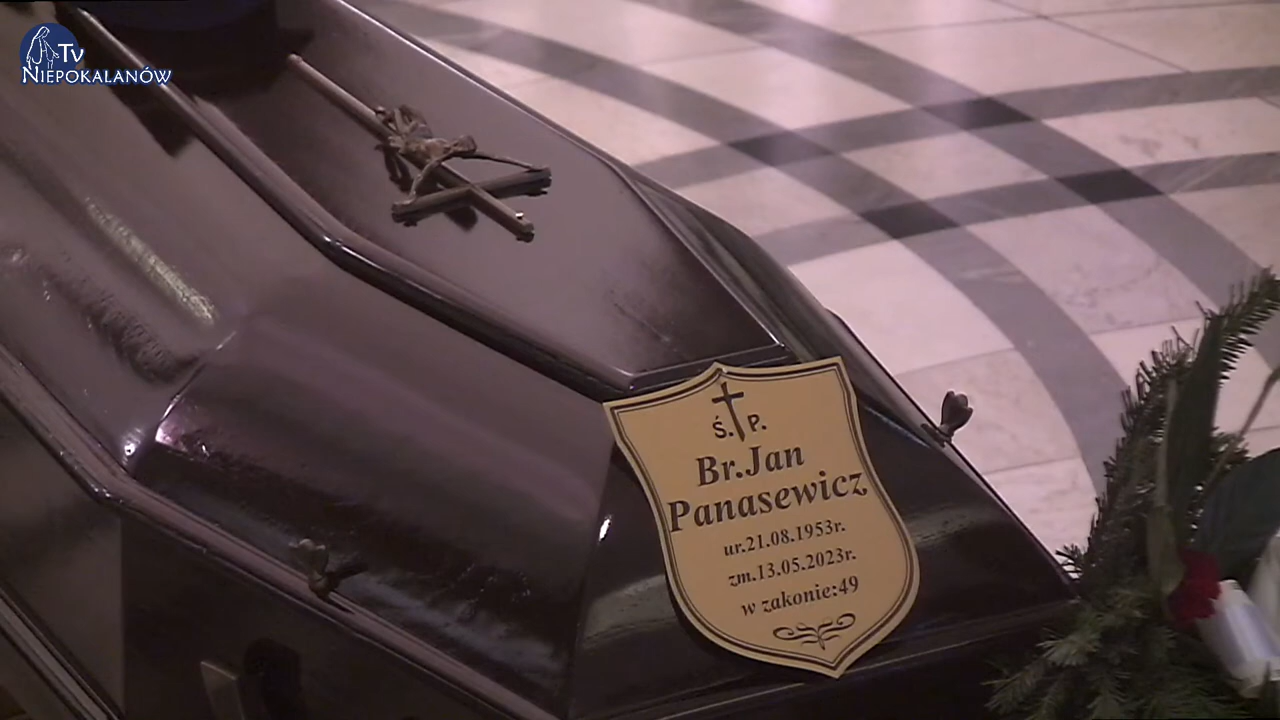 Tv
NIEPOKALANÓW
Ś. P.
Br.Jan
Panasewicz
ur.21.08.1953r.
zm.13.05.2023r.
w zakonie:49